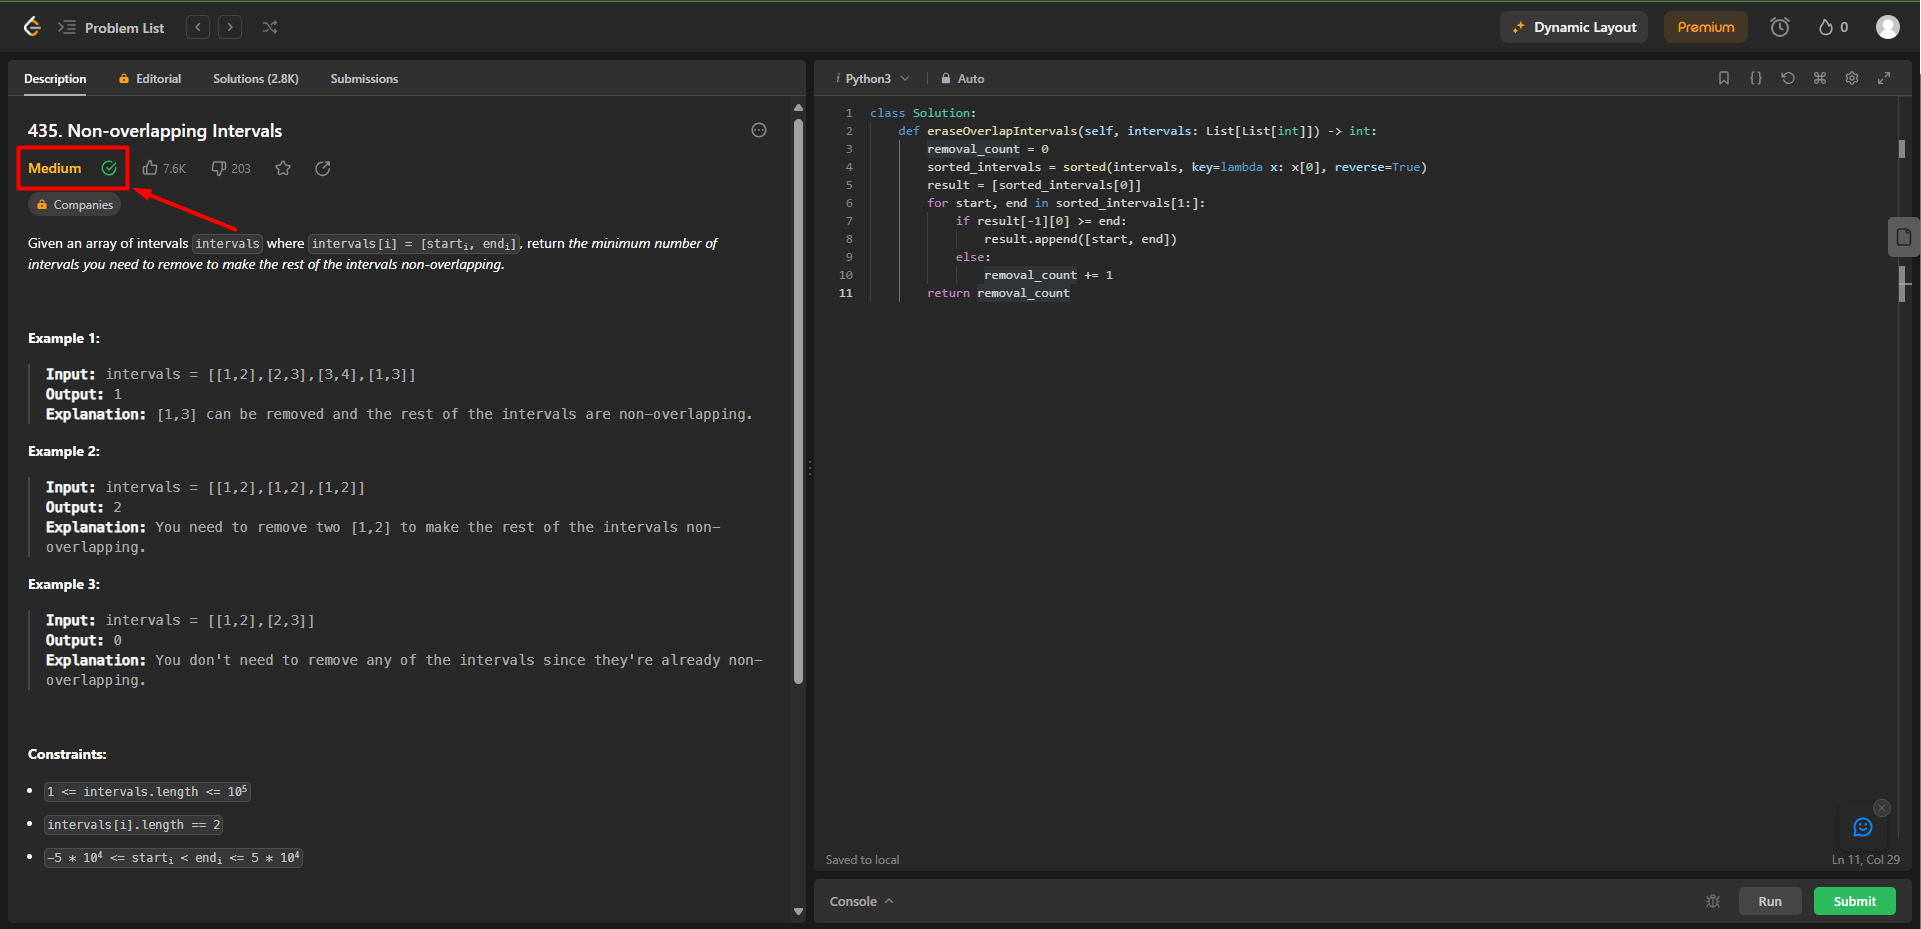 Problem List
Dynamic Layout
Premium
0
Description
Editorial
Solutions (2.8K)
Submissions
435. Non-overlapping Intervals
Medium
7.6K
203
Companies
Given an array of intervals intervals where intervals[i] = [startᵢ, endᵢ], return the minimum number of
intervals you need to remove to make the rest of the intervals non-overlapping.
Example 1:
Input: intervals = [[1,2],[2,3],[3,4],[1,3]]
Output: 1
Explanation: [1,3] can be removed and the rest of the intervals are non-overlapping.
Example 2:
Input: intervals = [[1,2],[1,2],[1,2]]
Output: 2
Explanation: You need to remove two [1,2] to make the rest of the intervals non-
overlapping.
Example 3:
Input: intervals = [[1,2],[2,3]]
Output: 0
Explanation: You don't need to remove any of the intervals since they're already non-
overlapping.
Constraints:
• 1 <= intervals.length <= 10⁵
• intervals[i].length == 2
• -5 * 10⁴ <= startᵢ < endᵢ <= 5 * 10⁴
i Python3
Auto
1 class Solution:
2     def eraseOverlapIntervals(self, intervals: List[List[int]]) -> int:
3         removal_count = 0
4         sorted_intervals = sorted(intervals, key=lambda x: x[0], reverse=True)
5         result = [sorted_intervals[0]]
6         for start, end in sorted_intervals[1:]:
7             if result[-1][0] >= end:
8                 result.append([start, end])
9             else:
10                 removal_count += 1
11         return removal_count
Saved to local
Ln 11, Col 29
Console
Run
Submit